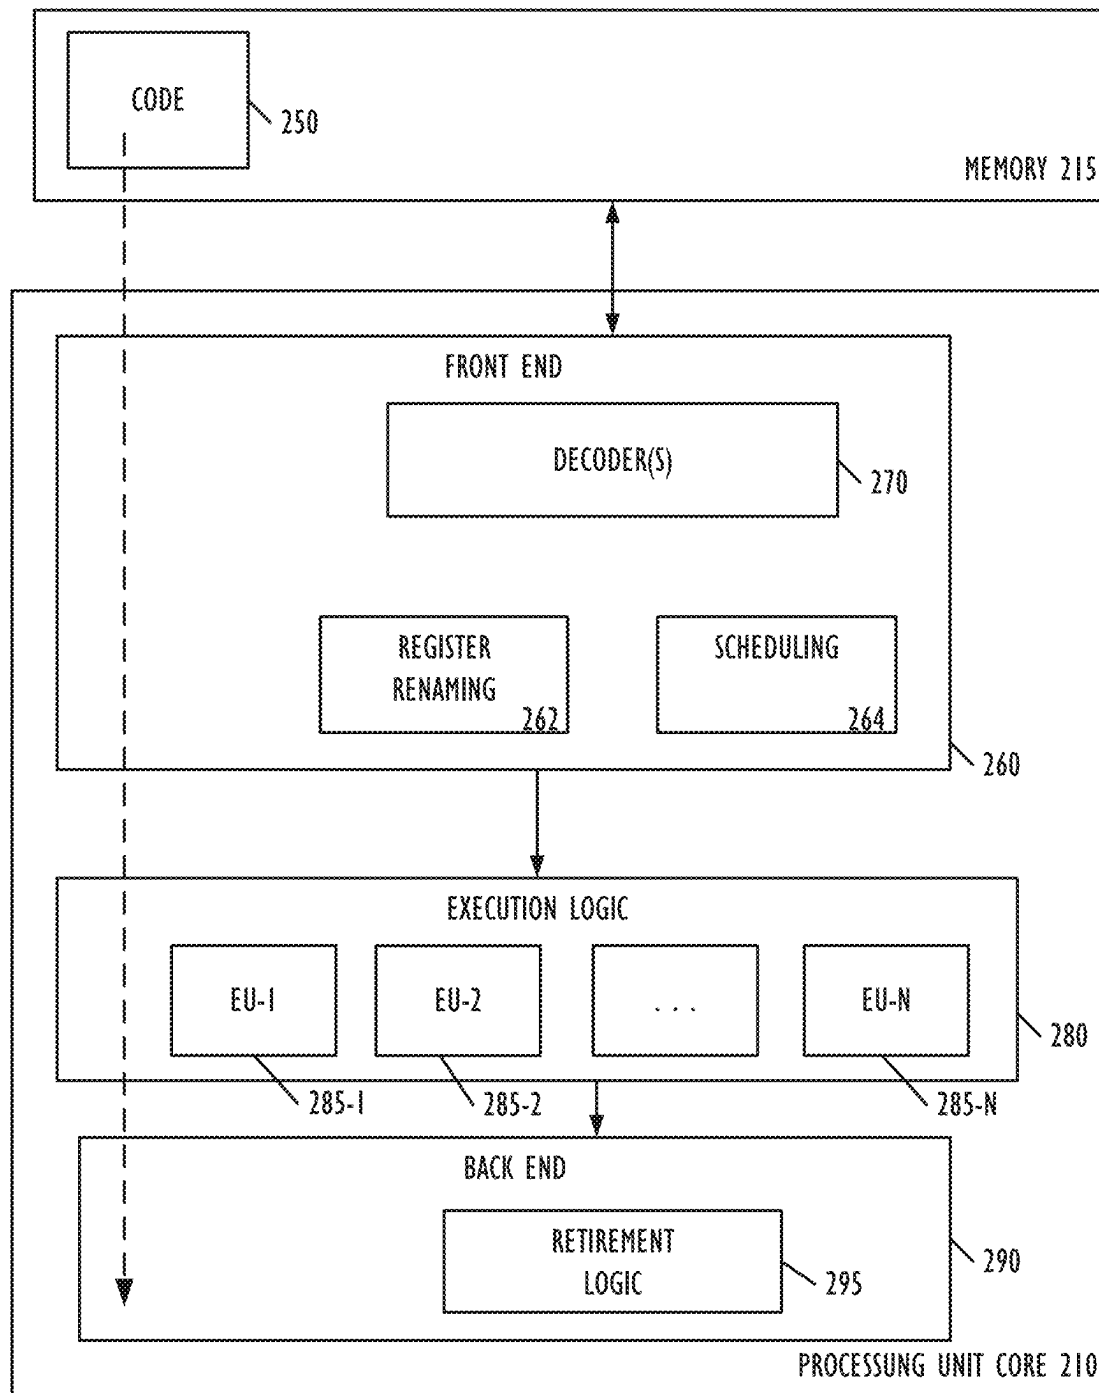 CODE
250
MEMORY 215
FRONT END
DECODER(S)
270
REGISTER
RENAMING
262
SCHEDULING
264
260
EXECUTION LOGIC
EU-1
EU-2
. . .
EU-N
280
285-1
285-2
285-N
BACK END
RETIREMENT
LOGIC
295
290
PROCESSUNG UNIT CORE 210